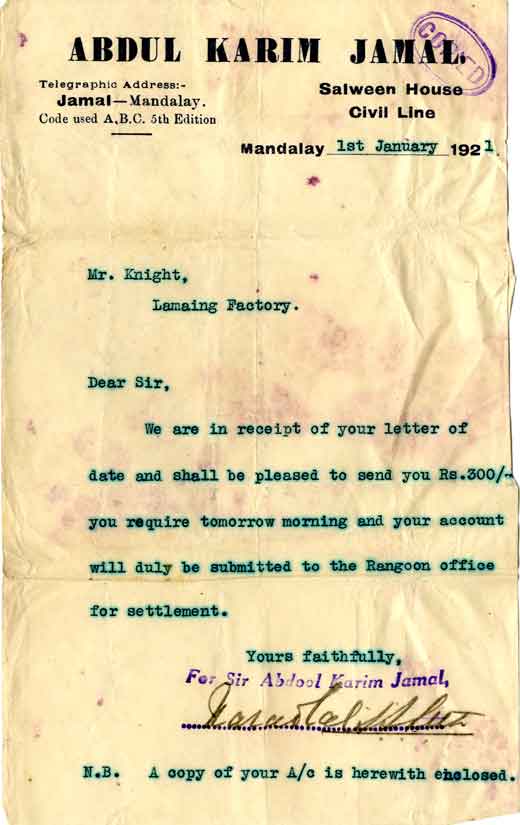 COPIED
ABDUL KARIM JAMAL.
Telegraphic Address:-
Jamal—Mandalay.
Code used A.B.C. 5th Edition
Salween House
Civil Line
Mandalay 1st January 1921.
Mr. Knight,
Lamaing Factory.
Dear Sir,
We are in receipt of your letter of
date and shall be pleased to send you Rs.300/-
you require tomorrow morning and your account
will duly be submitted to the Rangoon office
for settlement.
Yours faithfully,
For Sir Abdool Karim Jamal,
N.B. A copy of your A/c is herewith enclosed.